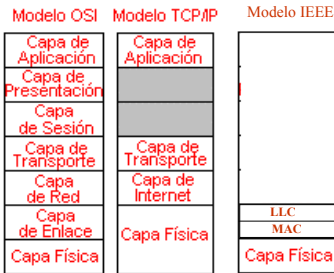 Modelo OSI
Modelo TCP/IP
Modelo IEEE
Capa de
Aplicación
Capa de
Presentación
Capa
de Sesión
Capa de
Transporte
Capa
de Red
Capa
de Enlace
Capa Física
Capa de
Aplicación
Capa de
Transporte
Capa de
Internet
Capa Física
LLC
MAC
Capa Física